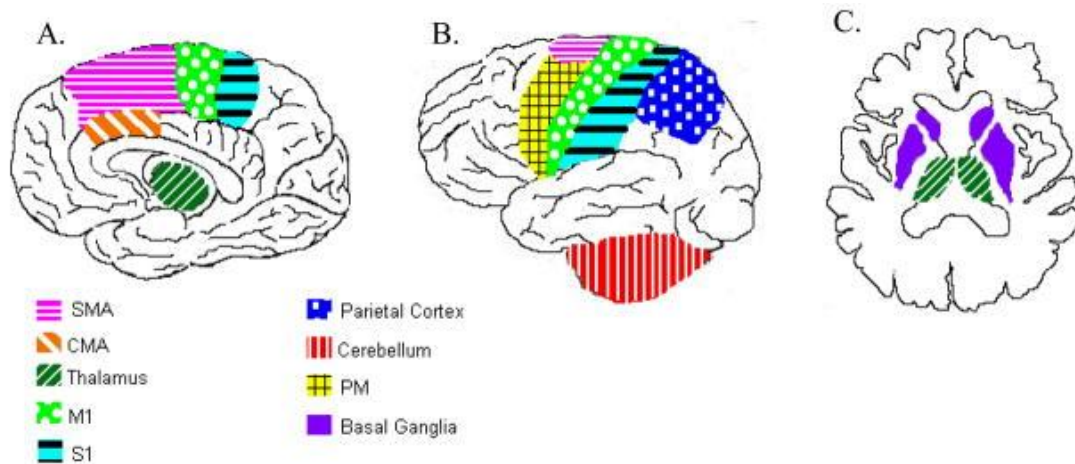 A.
B.
C.
SMA
CMA
Thalamus
M1
S1
Parietal Cortex
Cerebellum
PM
Basal Ganglia